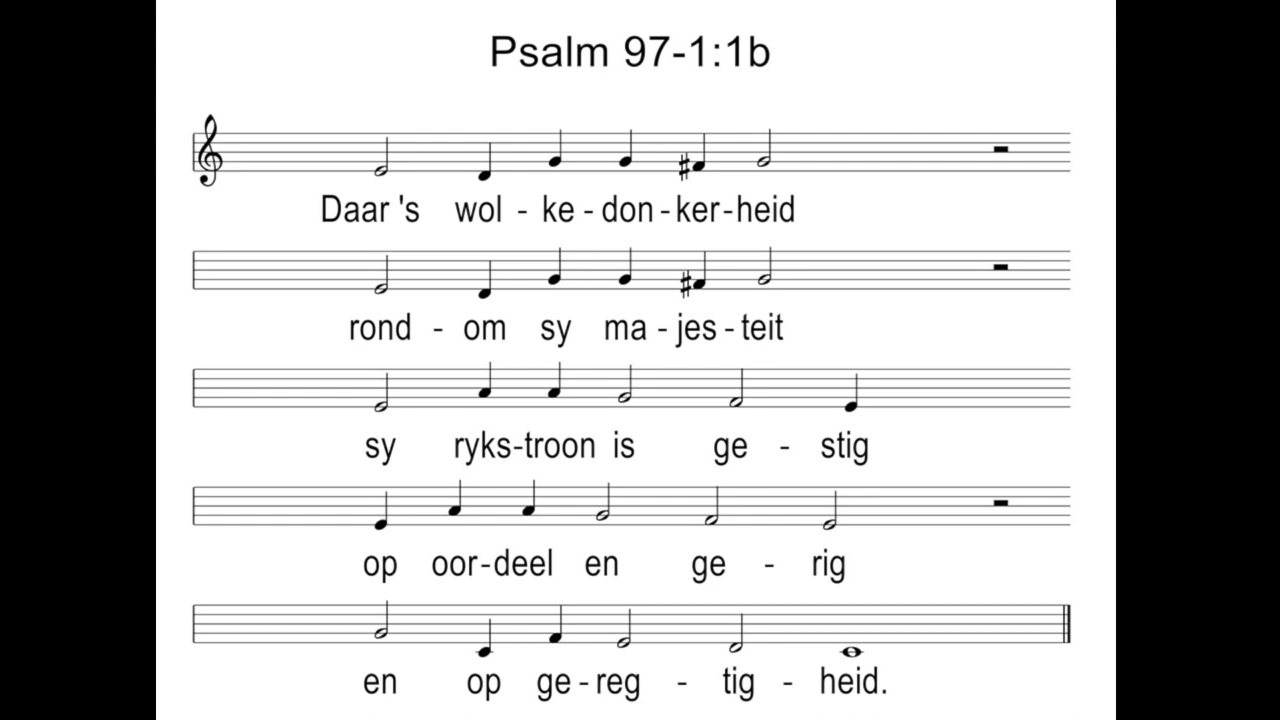 Psalm 97-1:1b
Daar 's wol - ke - don - ker - heid
rond - om sy ma - jes - teit
sy ryks - troon is ge - stig
op oor - deel en ge - rig
en op ge - reg - tig - heid.